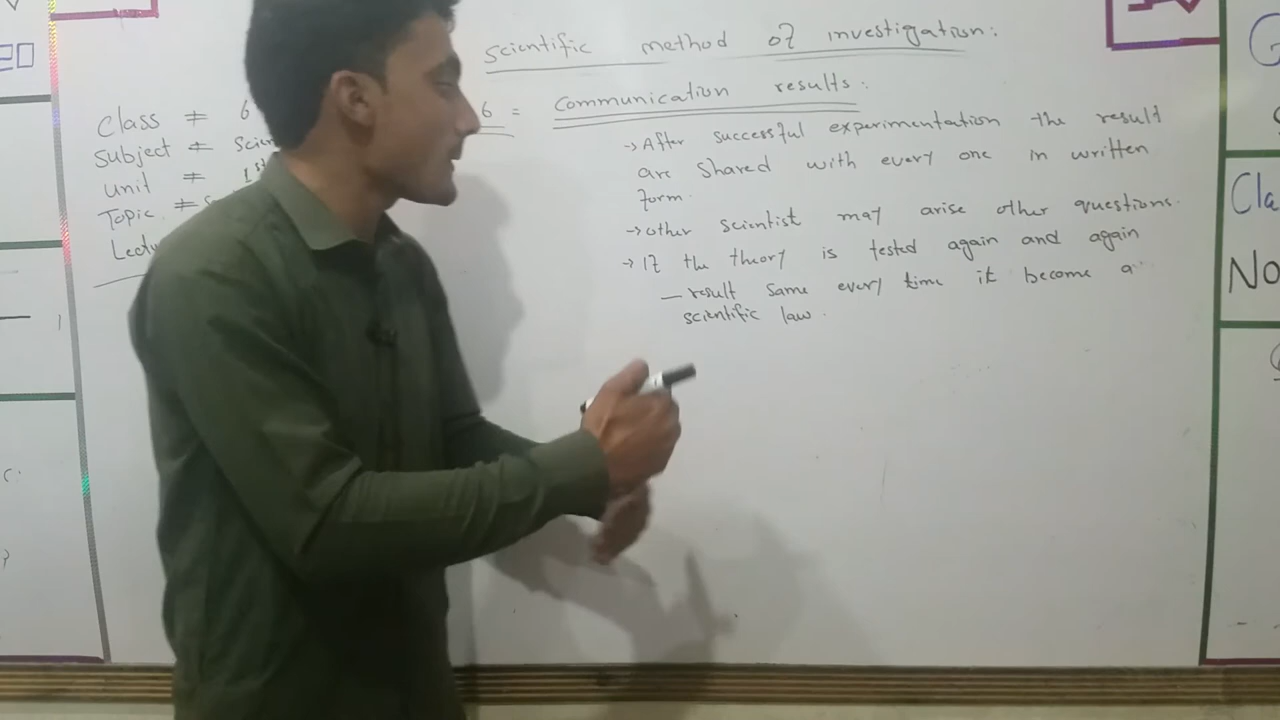 scientific method of investigation:
6 = Communication results:
→ After successful experimentation the result
are shared with every one in written
form.
→ other scientist may arise other questions.
→ If the theory is tested again and again
— result same every time it become a
scientific law.
Class = 6
Subject = Scien
unit = 1st
Topic = S
Lectu
Cla
No